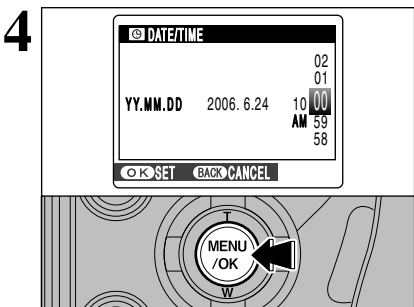 4
DATE/TIME
02
01
YY.MM.DD 2006. 6.24 10 00
AM 59
58
OK SET BACK CANCEL
T
MENU
/OK
W